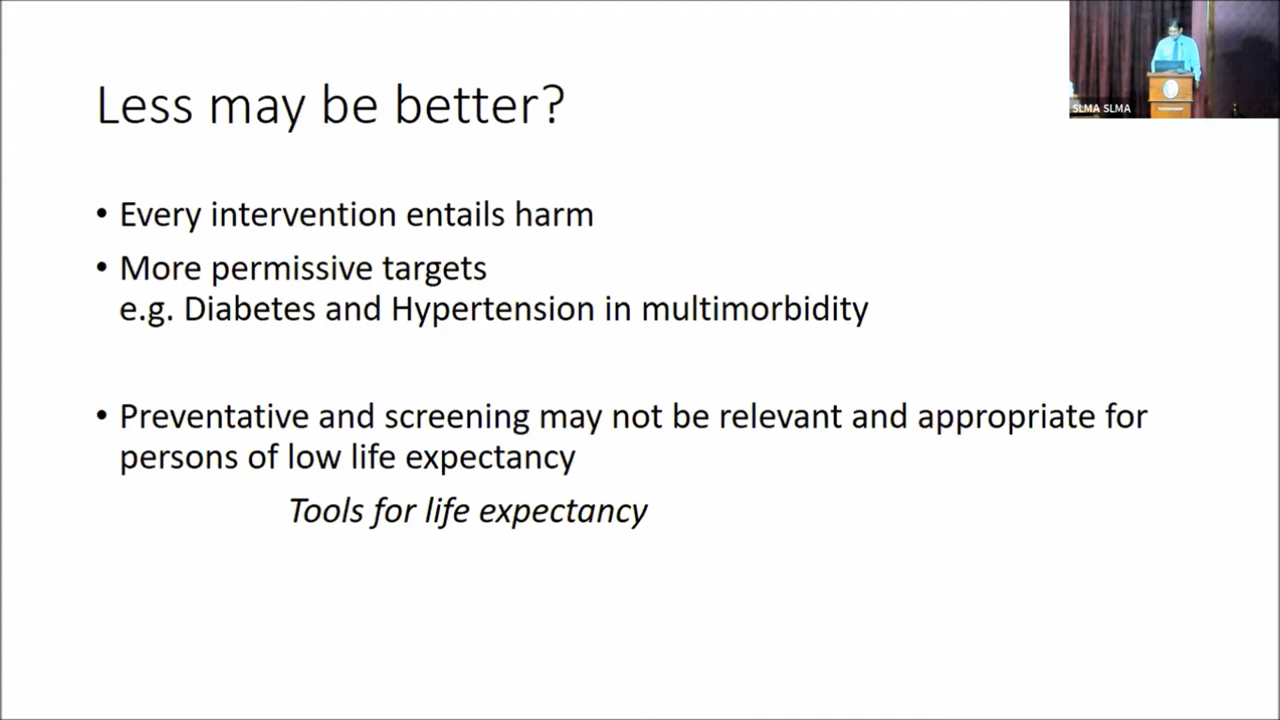 Less may be better?
SLMA SLMA
• Every intervention entails harm
• More permissive targets
e.g. Diabetes and Hypertension in multimorbidity
• Preventative and screening may not be relevant and appropriate for
persons of low life expectancy
Tools for life expectancy